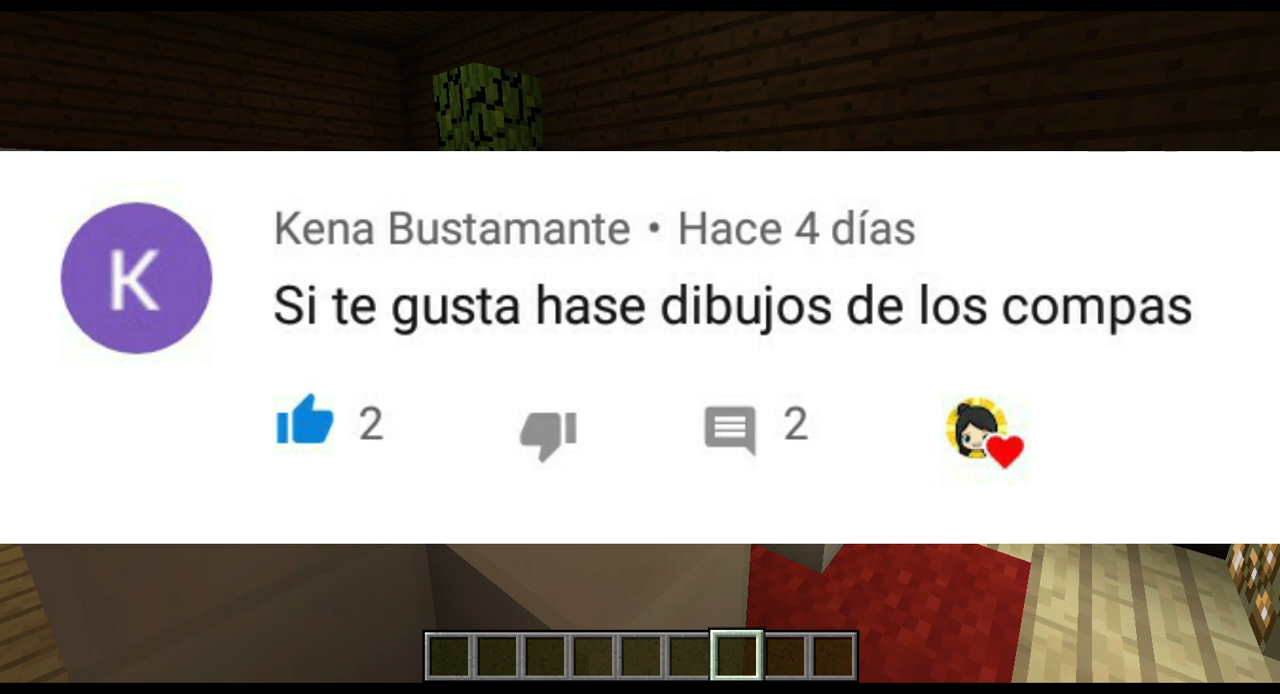 K
Kena Bustamante • Hace 4 días
Si te gusta hase dibujos de los compas
2
2